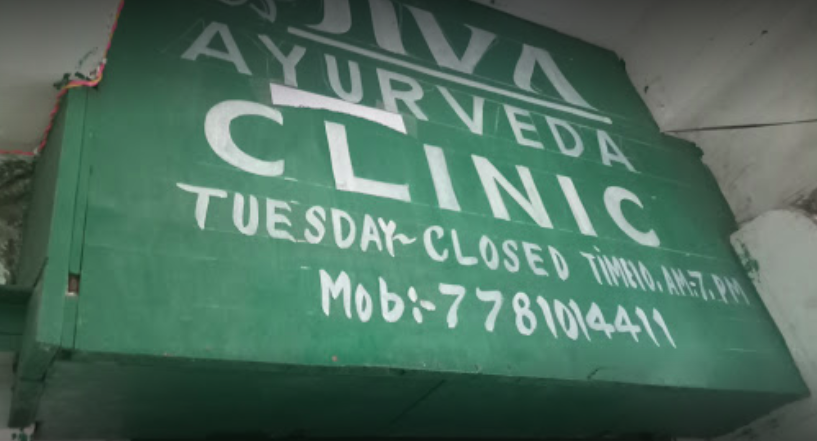 JIVA
AYURVEDA
CLINIC
TUESDAY~CLOSED TiME10.AM-7.PM
Mob:-7781014411